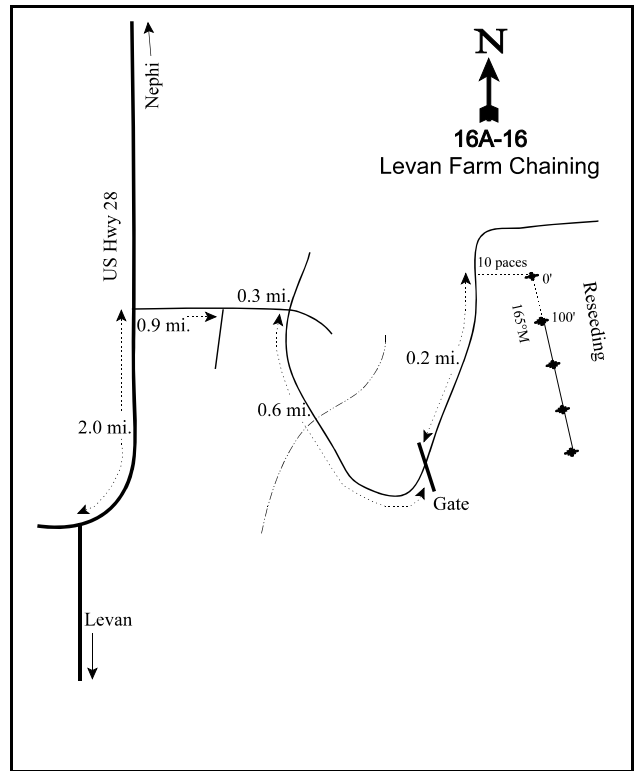 N
16A-16
Levan Farm Chaining
Nephi
US Hwy 28
10 paces
0'
0.3 mi.
0.9 mi.
100'
165°M
Reseeding
0.2 mi.
0.6 mi.
2.0 mi.
Gate
Levan